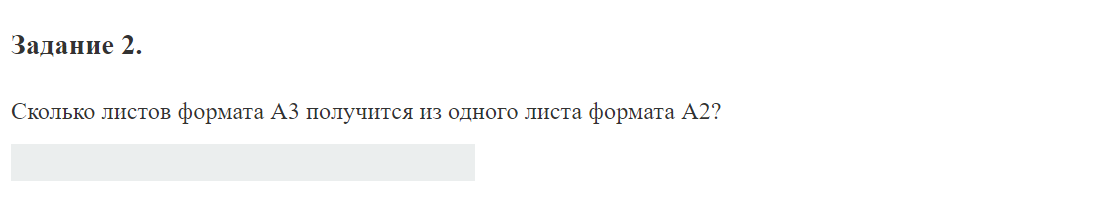 Задание 2.
Сколько листов формата А3 получится из одного листа формата А2?